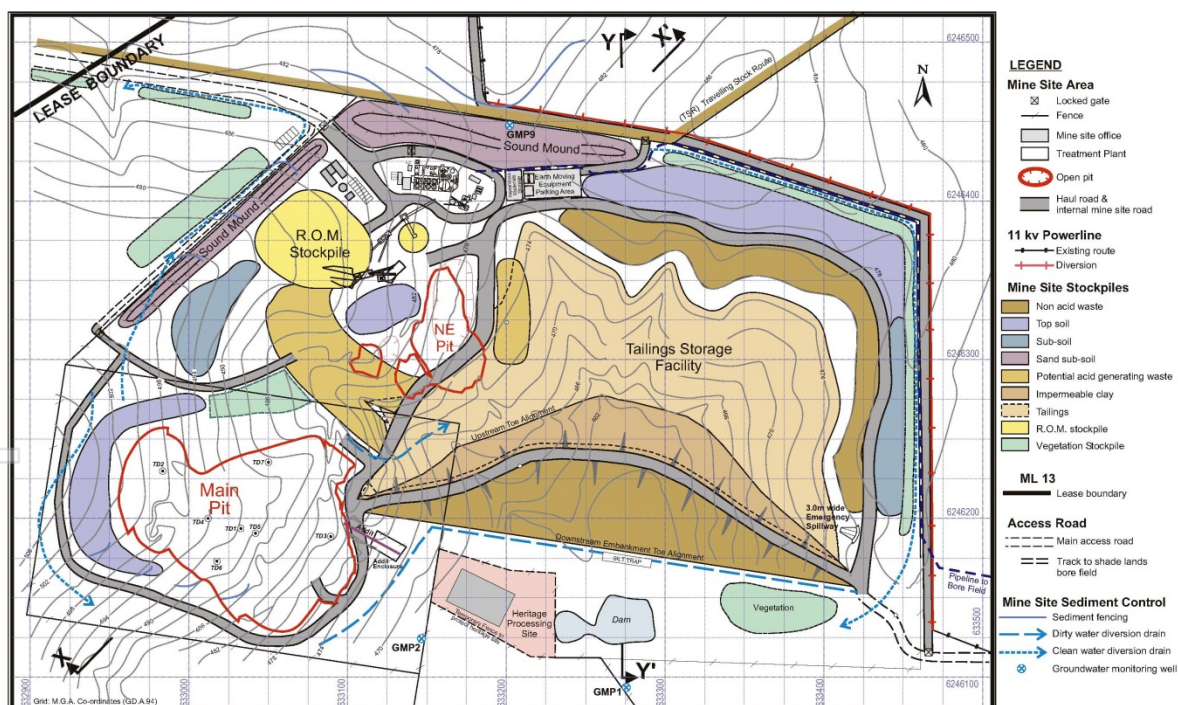 LEASE BOUNDARY
Y
X'
(TSR) Travelling Stock Route
N
6246500
GMP9
Sound Mound
Earth Moving
Equipment
Parking Area
6246400
Sound Mound
R.O.M.
Stockpile
NE
Pit
6246300
Tailings Storage
Facility
Upstream Toe Alignment
Main
Pit
TD2
TD7
TD4
TD1
TD5
TD6
TD3
Addit
Addit
Enclosure
3.0m wide
Emergency
Spillway
6246200
Downstream Embankment Toe Alignment
SILT TRAP
Pipeline to
Bore Field
Heritage
Processing
Site
Dam
Vegetation
GMP2
GMP1
X
Y'
6246100
632900
633000
633100
633200
633300
633400
633500
Grid: M.G.A. Co-ordinates (GD.A.94)
LEGEND
Mine Site Area
Locked gate
Fence
Mine site office
Treatment Plant
Open pit
Haul road &
internal mine site road
11 kv Powerline
Existing route
Diversion
Mine Site Stockpiles
Non acid waste
Top soil
Sub-soil
Sand sub-soil
Potential acid generating waste
Impermeable clay
Tailings
R.O.M. stockpile
Vegetation Stockpile
ML 13
Lease boundary
Access Road
Main access road
Track to shade lands
bore field
Mine Site Sediment Control
Sediment fencing
Dirty water diversion drain
Clean water diversion drain
Groundwater monitoring well